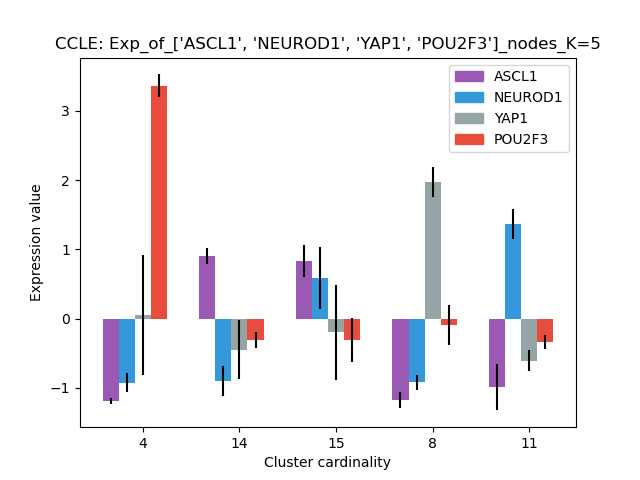 CCLE: Exp_of_['ASCL1', 'NEUROD1', 'YAP1', 'POU2F3']_nodes_K=5
ASCL1
NEUROD1
YAP1
POU2F3
Expression value
3
2
1
0
−1
4 14 15 8 11
Cluster cardinality